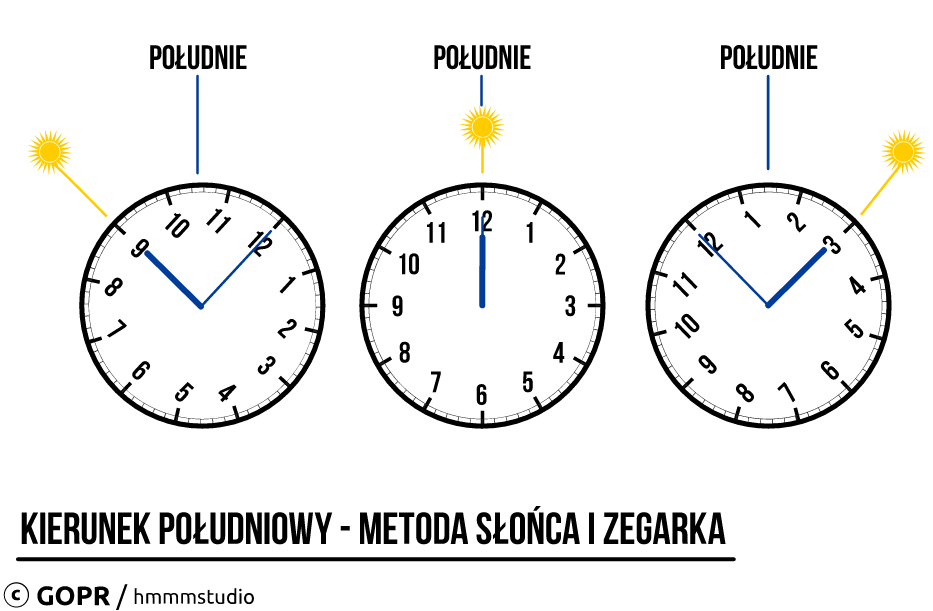 POŁUDNIE POŁUDNIE POŁUDNIE
9 10 11 12 1 2 3 4 5 6 7 8
12 1 2 3 4 5 6 7 8 9 10 11
12 1 2 3 4 5 6 7 8 9 10 11
KIERUNEK POŁUDNIOWY - METODA SŁOŃCA I ZEGARKA
© GOPR / hmmmstudio